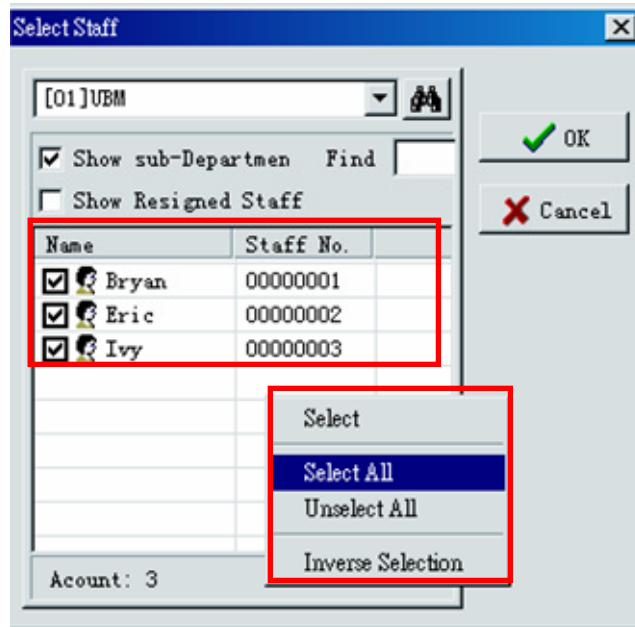 Select Staff
[01]UBM
OK
Show sub-Departmen Find
Show Resigned Staff
Cancel
Name Staff No.
Bryan 00000001
Eric 00000002
Ivy 00000003
Select
Select All
Unselect All
Inverse Selection
Acount: 3